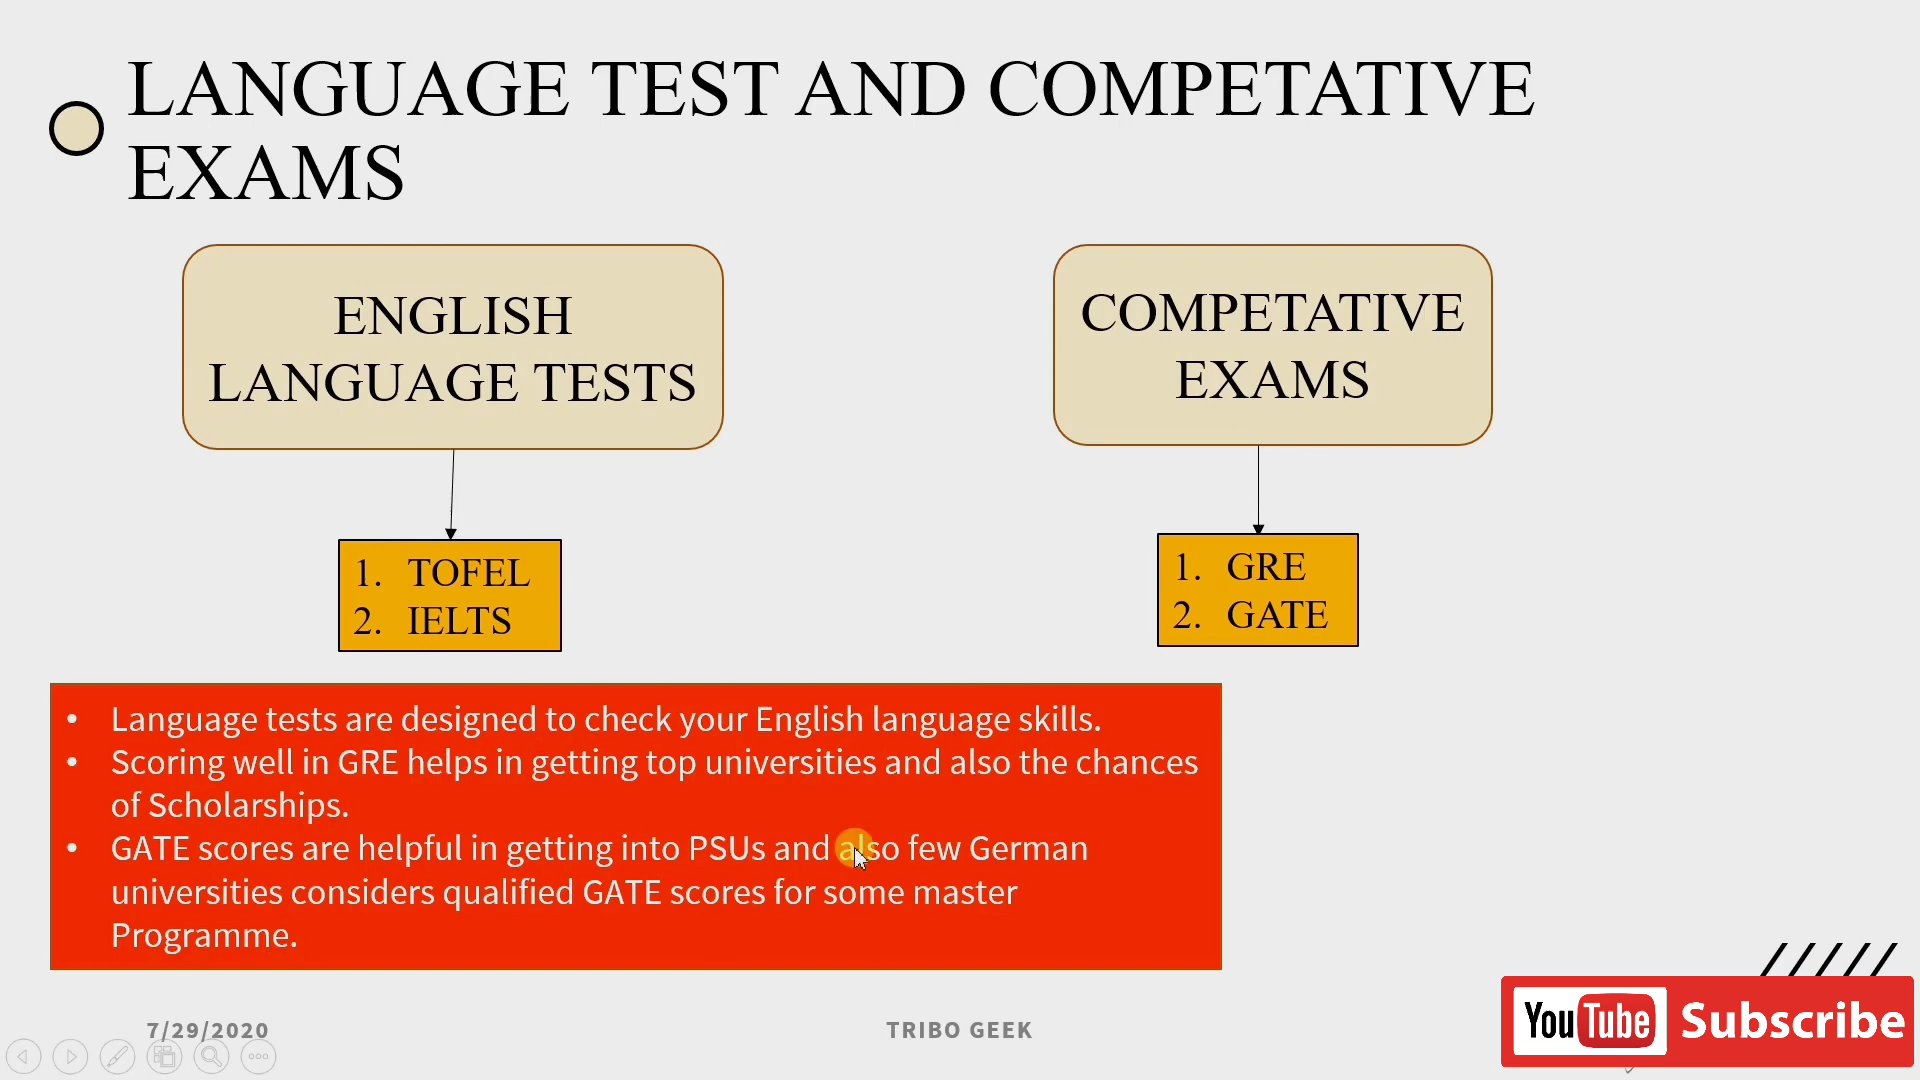 LANGUAGE TEST AND COMPETATIVE
EXAMS
ENGLISH
LANGUAGE TESTS
COMPETATIVE
EXAMS
1. TOFEL
2. IELTS
1. GRE
2. GATE
• Language tests are designed to check your English language skills.
• Scoring well in GRE helps in getting top universities and also the chances
of Scholarships.
• GATE scores are helpful in getting into PSUs and also few German
universities considers qualified GATE scores for some master
Programme.
7/29/2020
TRIBO GEEK
YouTube Subscribe